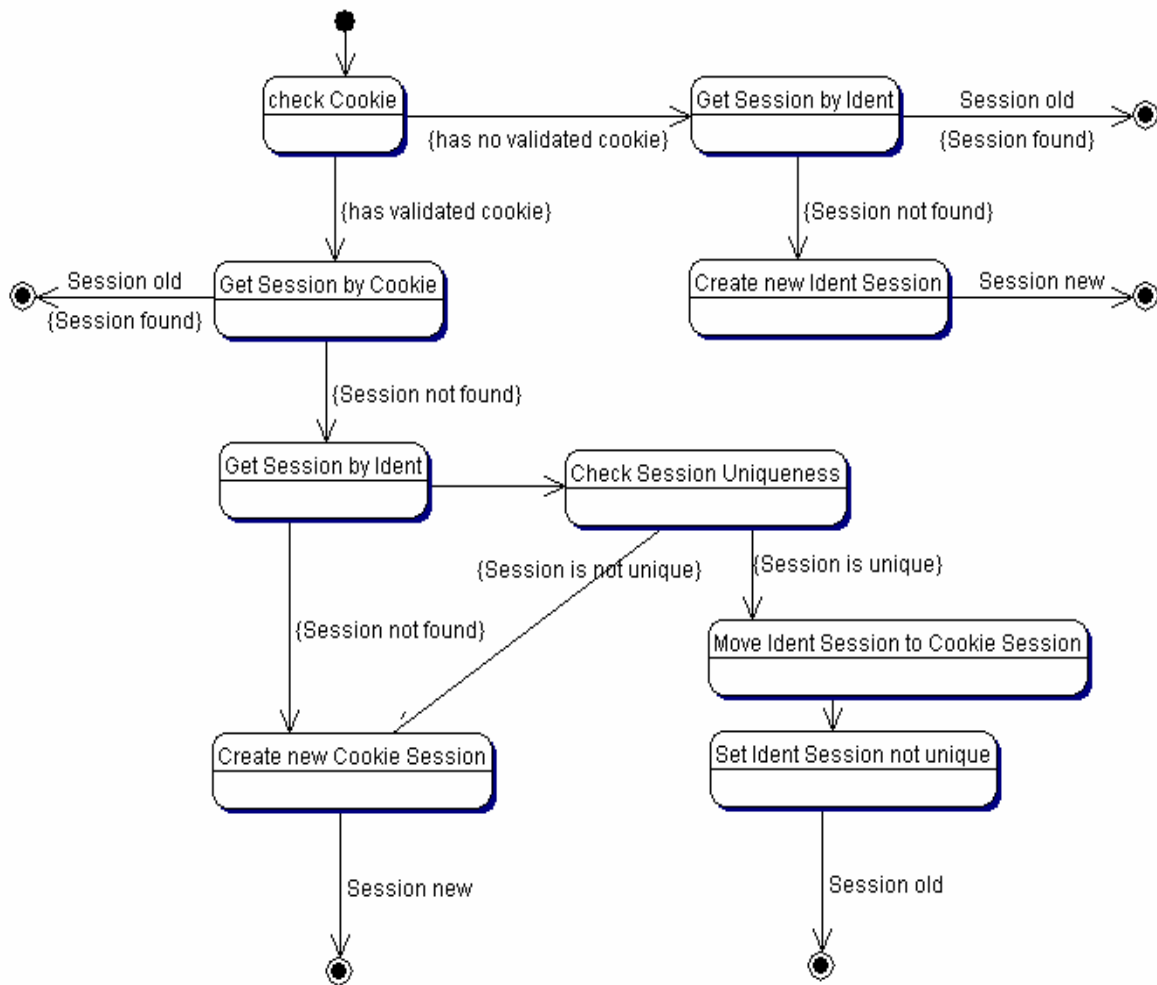 check Cookie
Get Session by Ident
Session old
{has no validated cookie}
{Session found}
{has validated cookie}
{Session not found}
Session old
Get Session by Cookie
Create new Ident Session
Session new
{Session found}
{Session not found}
Get Session by Ident
Check Session Uniqueness
{Session is not unique}
{Session is unique}
{Session not found}
Move Ident Session to Cookie Session
Create new Cookie Session
Set Ident Session not unique
Session new
Session old